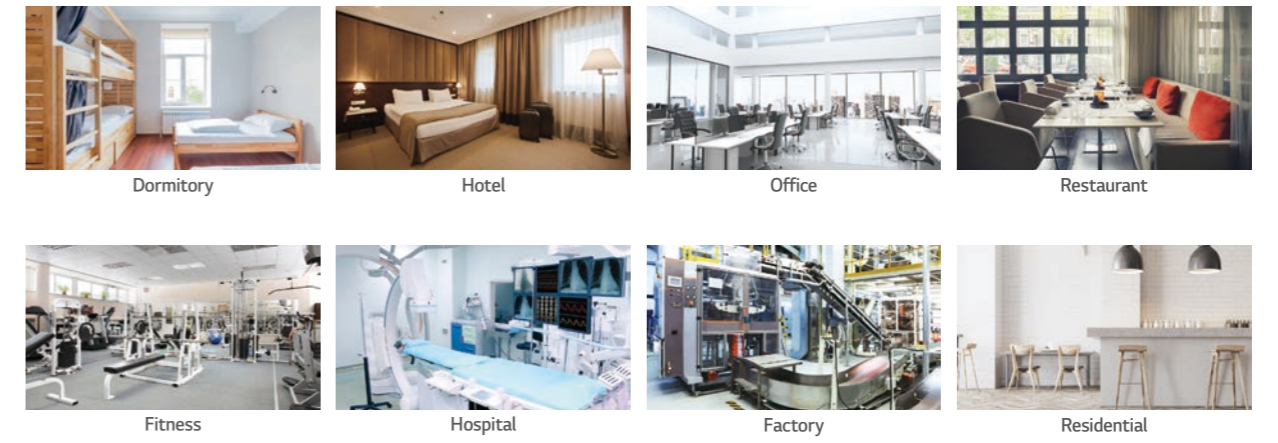 Dormitory
Hotel
Office
Restaurant
Fitness
Hospital
Factory
Residential